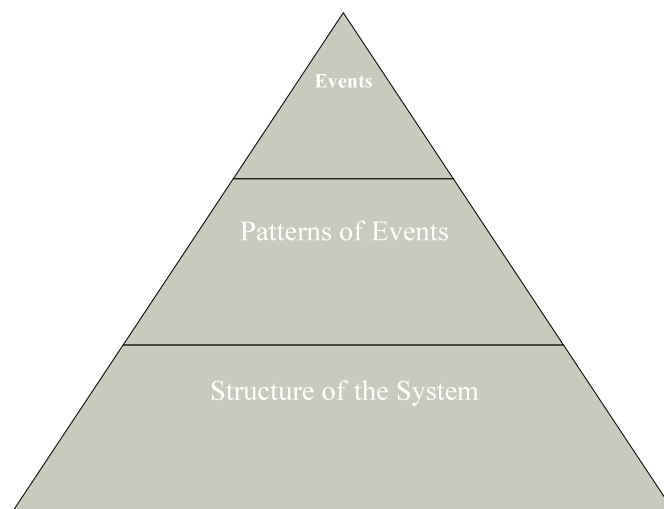 Events
Patterns of Events
Structure of the System